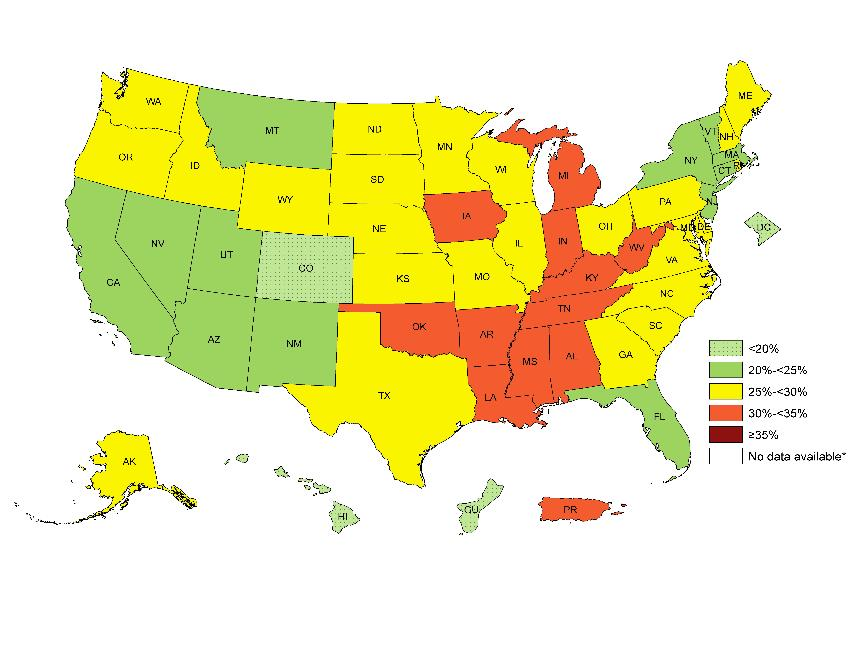 WA
MT
ND
MN
ME
OR
ID
SD
WI
MI
NY
VT
NH
MA
CT
RI
WY
IA
NE
PA
NJ
NV
UT
CO
IL
IN
OH
MD
DE
DC
CA
KS
MO
WV
VA
KY
NC
AZ
NM
OK
AR
TN
SC
MS
AL
GA
TX
LA
FL
AK
HI
GU
PR
<20%
20%-<25%
25%-<30%
30%-<35%
≥35%
No data available*